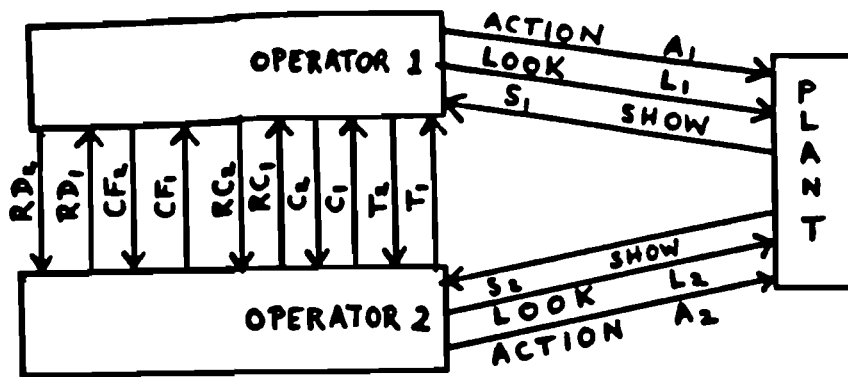 OPERATOR 1
ACTION A₁
LOOK L₁
S₁ SHOW
PLANT
RD₂
RD₁
CF₂
CF₁
RC₂
RC₁
C₂
C₁
T₂
T₁
S₂ SHOW
LOOK L₂
ACTION A₂
OPERATOR 2